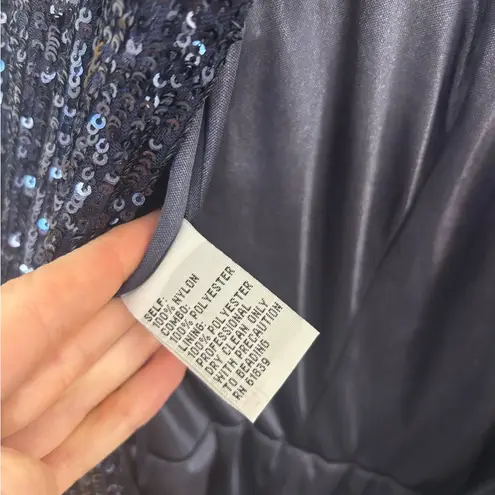 SELF:
100% NYLON
COMBO:
100% POLYESTER
LINING:
100% POLYESTER
PROFESSIONAL
DRY CLEAN ONLY
WITH PRECAUTION
TO BEADING
RN 61839